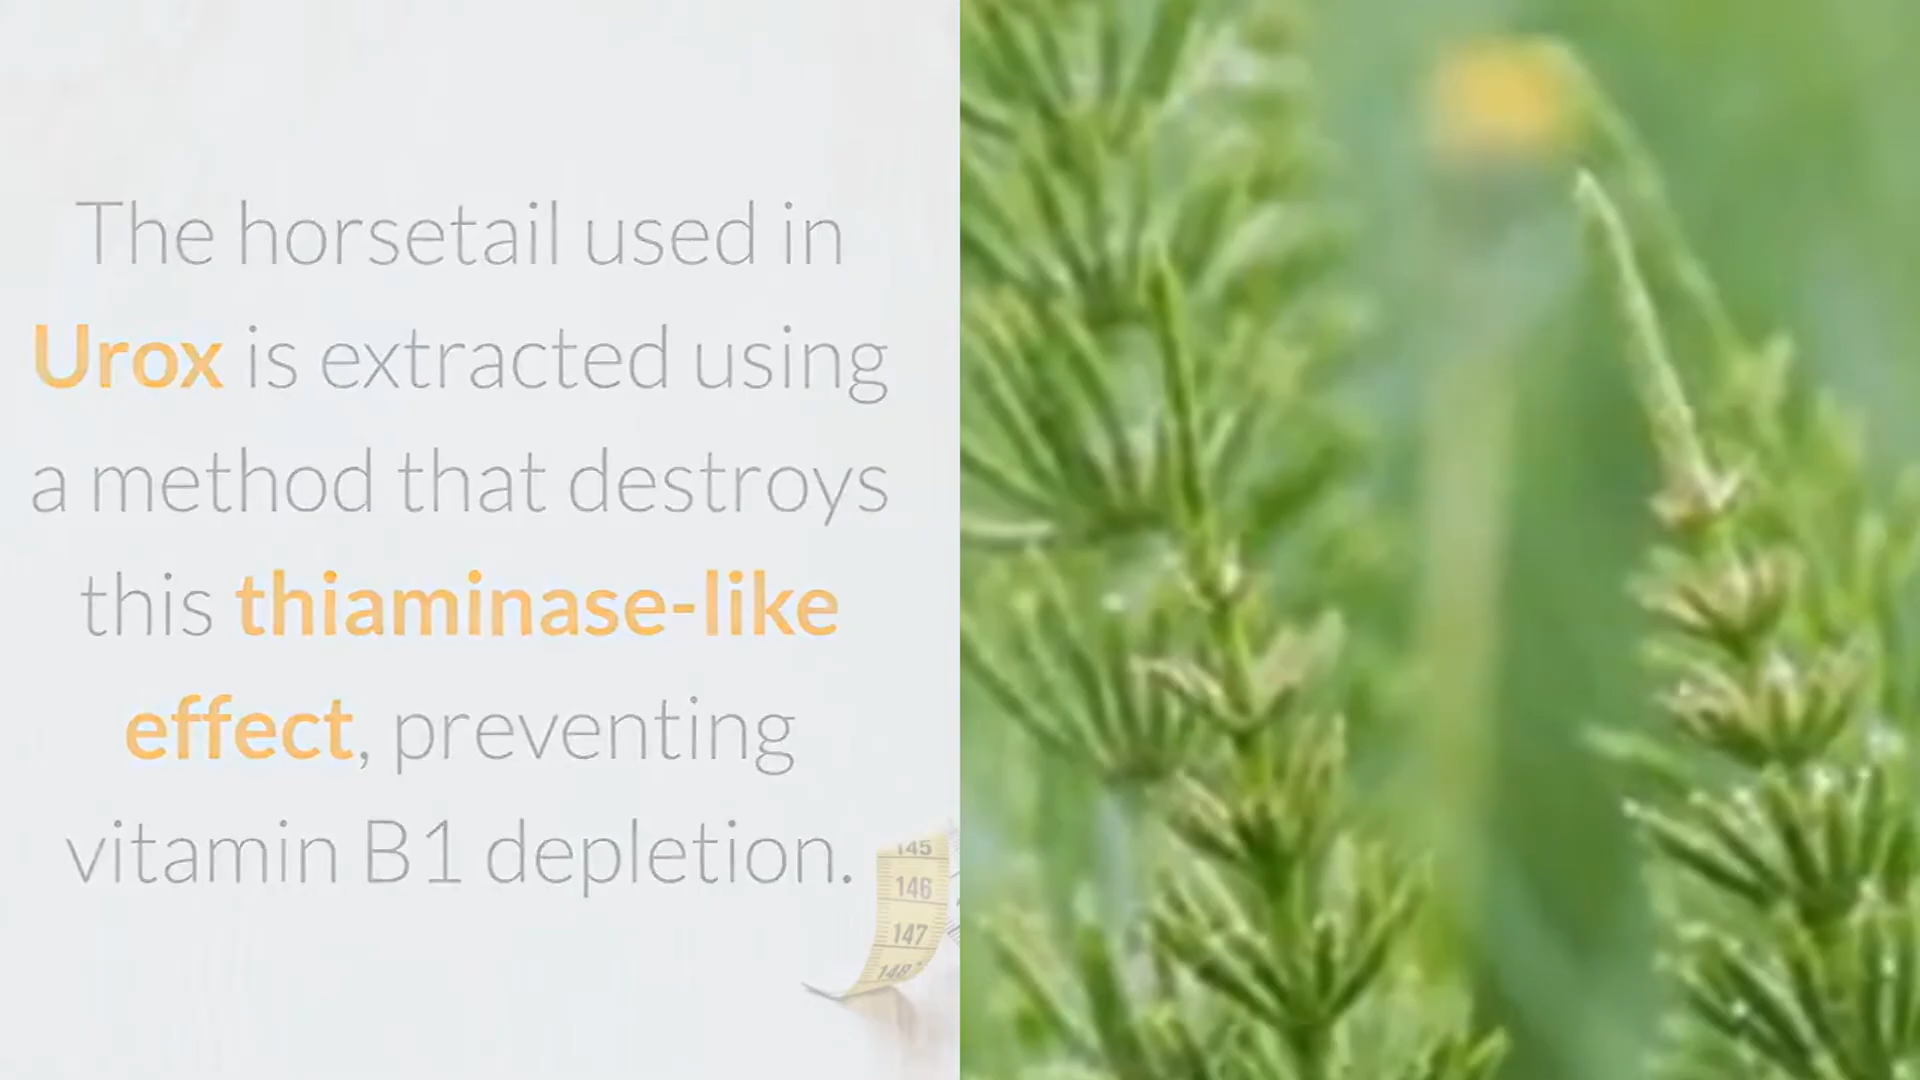 The horsetail used in
Urox is extracted using
a method that destroys
this thiaminase-like
effect, preventing
vitamin B1 depletion.
145
146
147
148